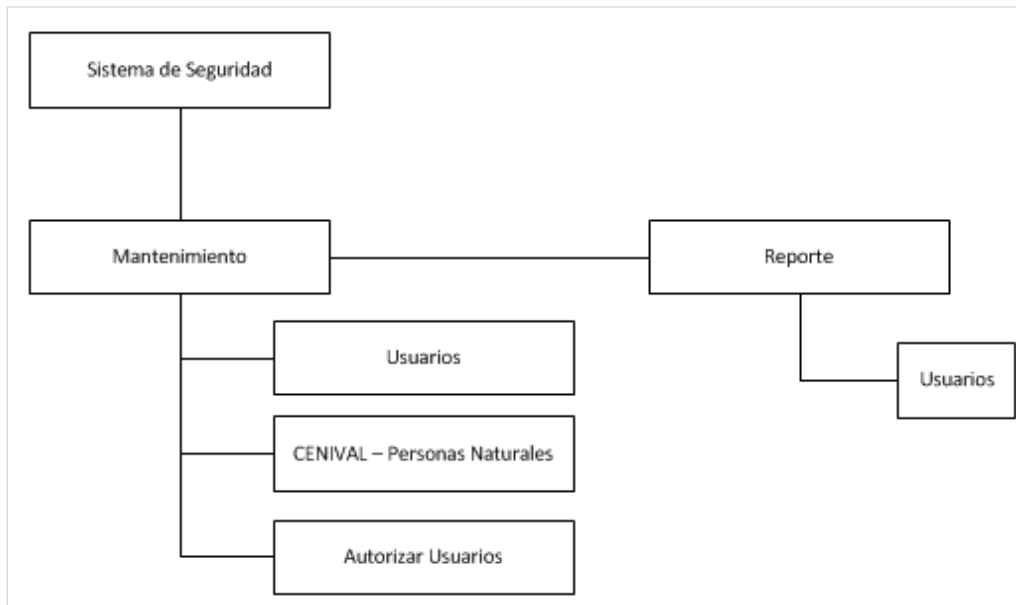 Sistema de Seguridad
Mantenimiento
Reporte
Usuarios
Usuarios
CENIVAL – Personas Naturales
Autorizar Usuarios